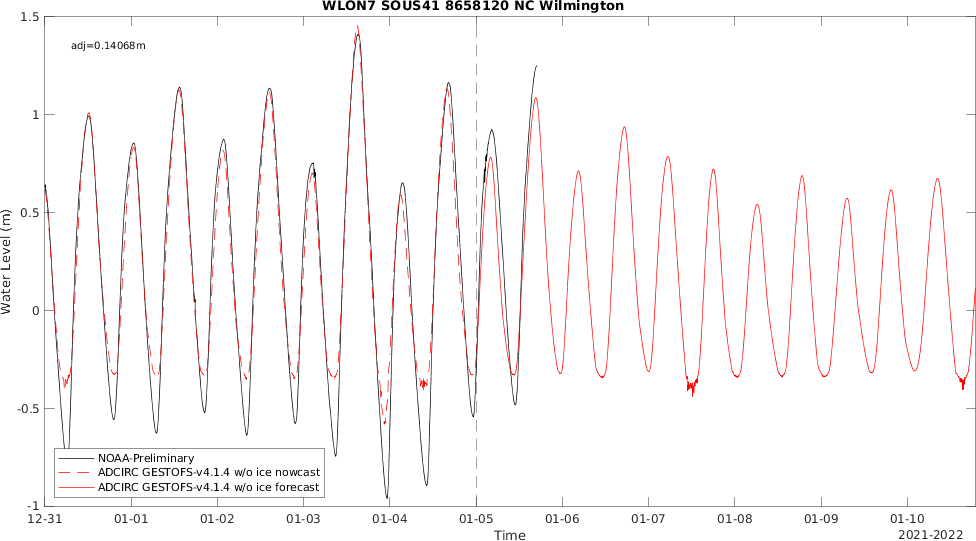 WLON7 SOUS41 8658120 NC Wilmington
adj=0.14068m
1.5
1
0.5
0
-0.5
-1
Water Level (m)
NOAA-Preliminary
ADCIRC GESTOFS-v4.1.4 w/o ice nowcast
ADCIRC GESTOFS-v4.1.4 w/o ice forecast
12-31 01-01 01-02 01-03 01-04 01-05 01-06 01-07 01-08 01-09 01-10
Time
2021-2022